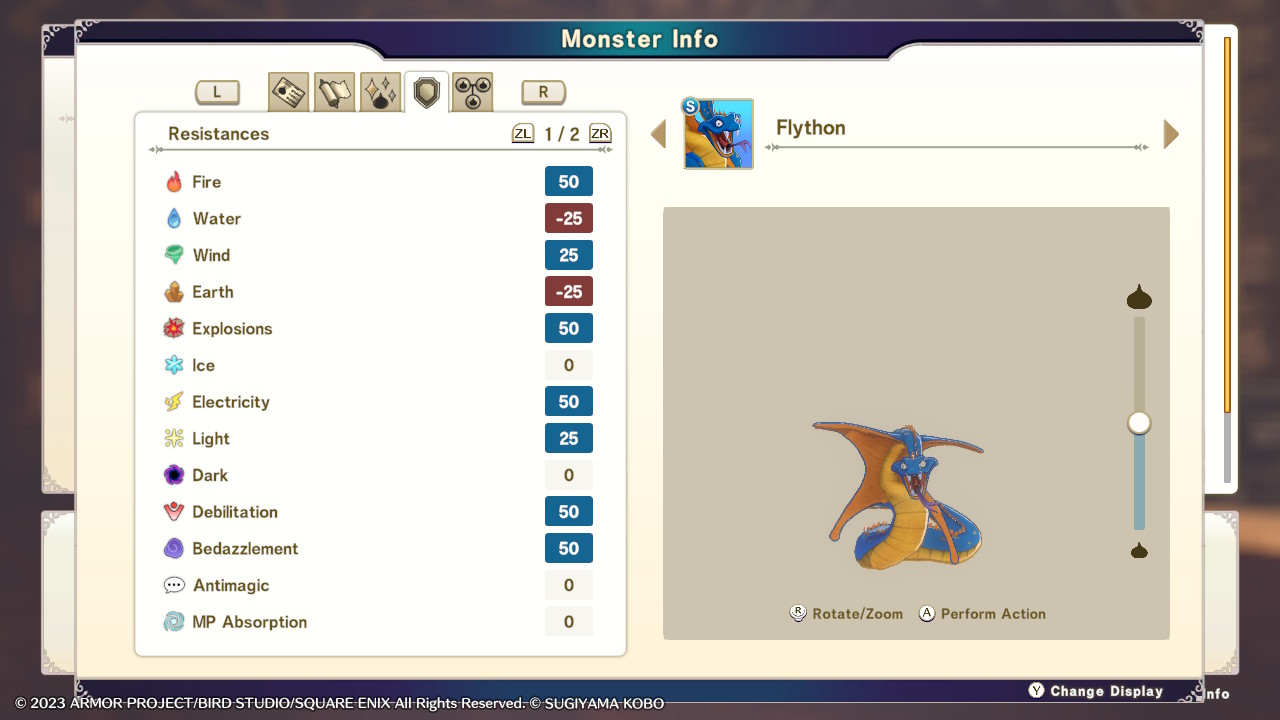 Monster Info
L
R
Resistances
ZL 1 / 2 ZR
Fire 50
Water -25
Wind 25
Earth -25
Explosions 50
Ice 0
Electricity 50
Light 25
Dark 0
Debilitation 50
Bedazzlement 50
Antimagic 0
MP Absorption 0
S
Flython
R Rotate/Zoom A Perform Action
Y Change Display
nfo
© 2023 ARMOR PROJECT/BIRD STUDIO/SQUARE ENIX All Rights Reserved. © SUGIYAMA KOBO